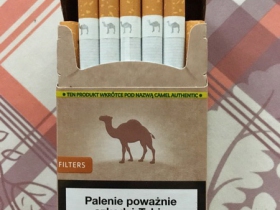 ★ TEN PRODUKT WKRÓTCE POD NAZWĄ CAMEL AUTHENTIC ★
FILTERS
Palenie poważnie